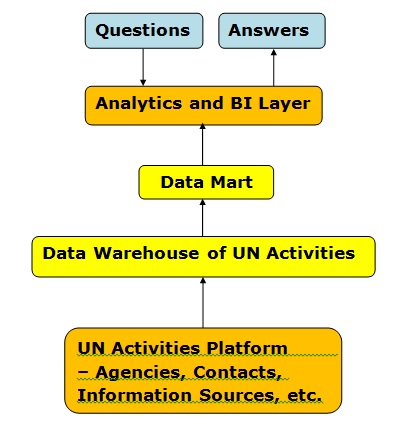 Questions
Answers
Analytics and BI Layer
Data Mart
Data Warehouse of UN Activities
UN Activities Platform
– Agencies, Contacts,
Information Sources, etc.